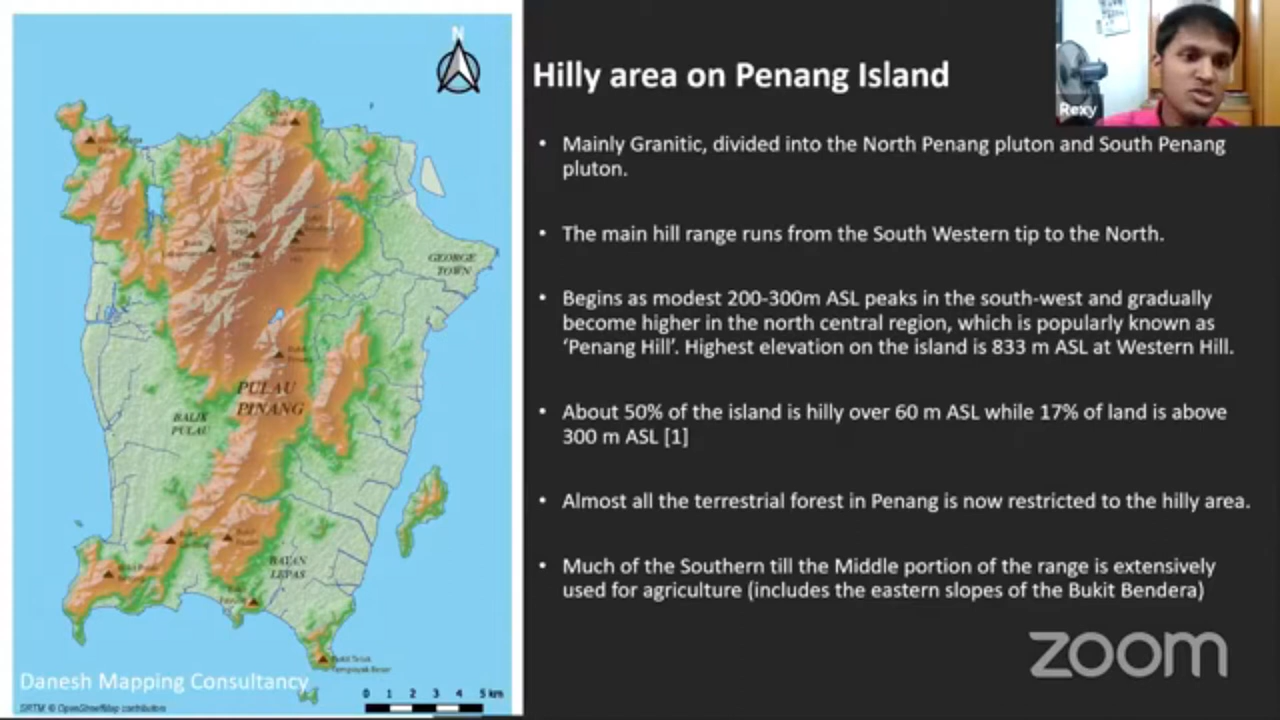 N
Hilly area on Penang Island
Rexy
• Mainly Granitic, divided into the North Penang pluton and South Penang
pluton.
• The main hill range runs from the South Western tip to the North.
• Begins as modest 200-300m ASL peaks in the south-west and gradually
become higher in the north central region, which is popularly known as
‘Penang Hill’. Highest elevation on the island is 833 m ASL at Western Hill.
• About 50% of the island is hilly over 60 m ASL while 17% of land is above
300 m ASL [1]
• Almost all the terrestrial forest in Penang is now restricted to the hilly area.
• Much of the Southern till the Middle portion of the range is extensively
used for agriculture (includes the eastern slopes of the Bukit Bendera)
GEORGE
TOWN
PULAU
PINANG
BALIK
PULAU
BAYAN
LEPAS
Danesh Mapping Consultancy
SRTM © OpenStreetMap contributors
0 1 2 3 4 5 km
zoom